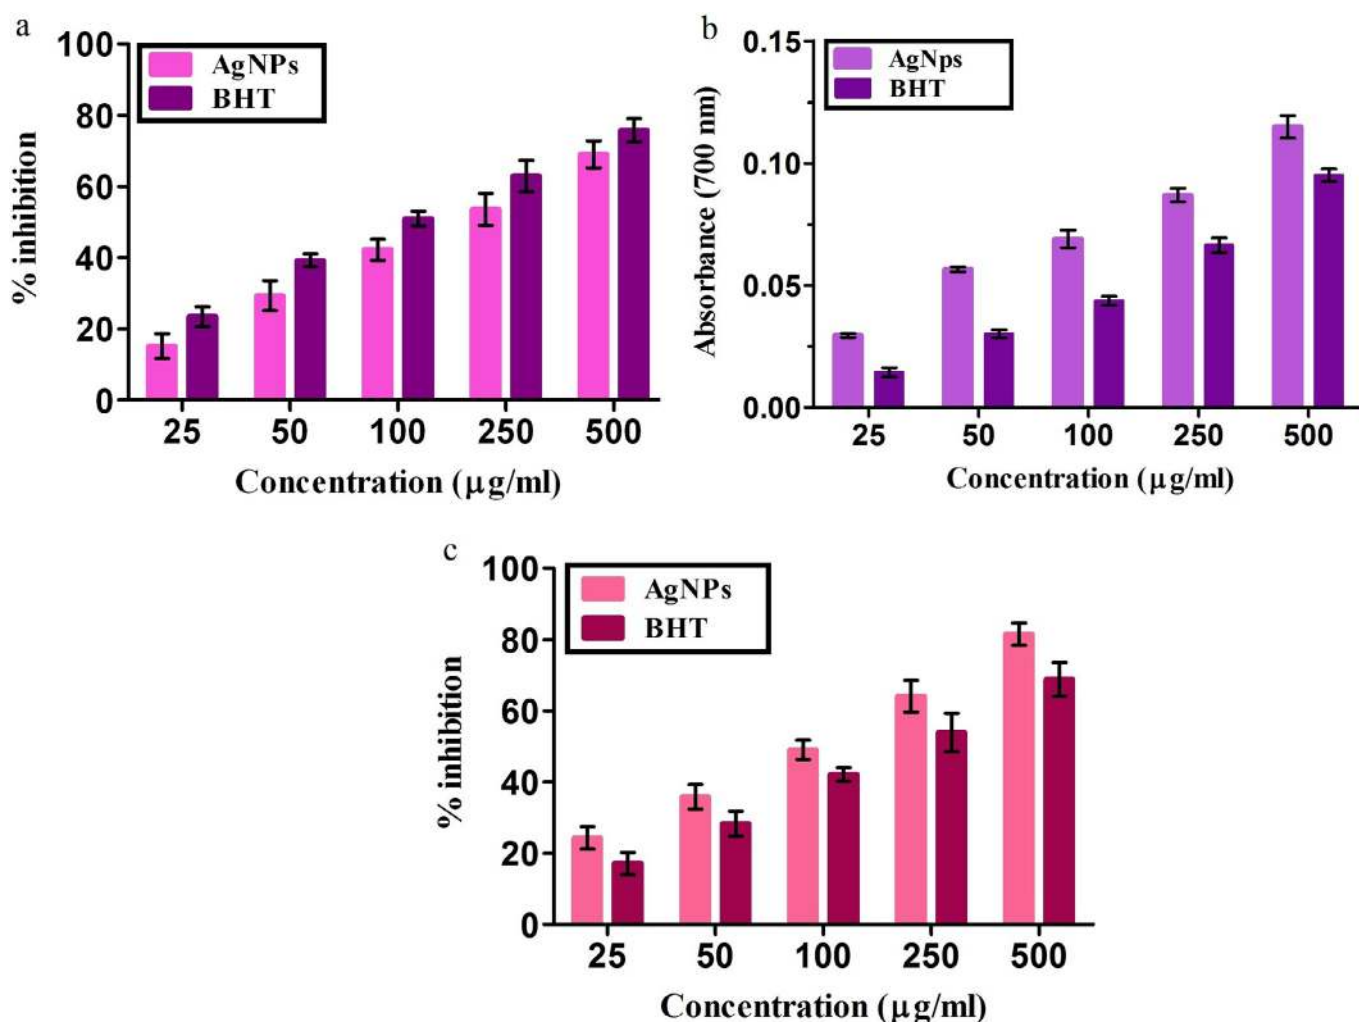 a
100
80
60
40
20
0
% inhibition
AgNPs
BHT
25 50 100 250 500
Concentration (μg/ml)
b
0.15
0.10
0.05
0.00
Absorbance (700 nm)
AgNps
BHT
25 50 100 250 500
Concentration (μg/ml)
c
100
80
60
40
20
0
% inhibition
AgNPs
BHT
25 50 100 250 500
Concentration (μg/ml)